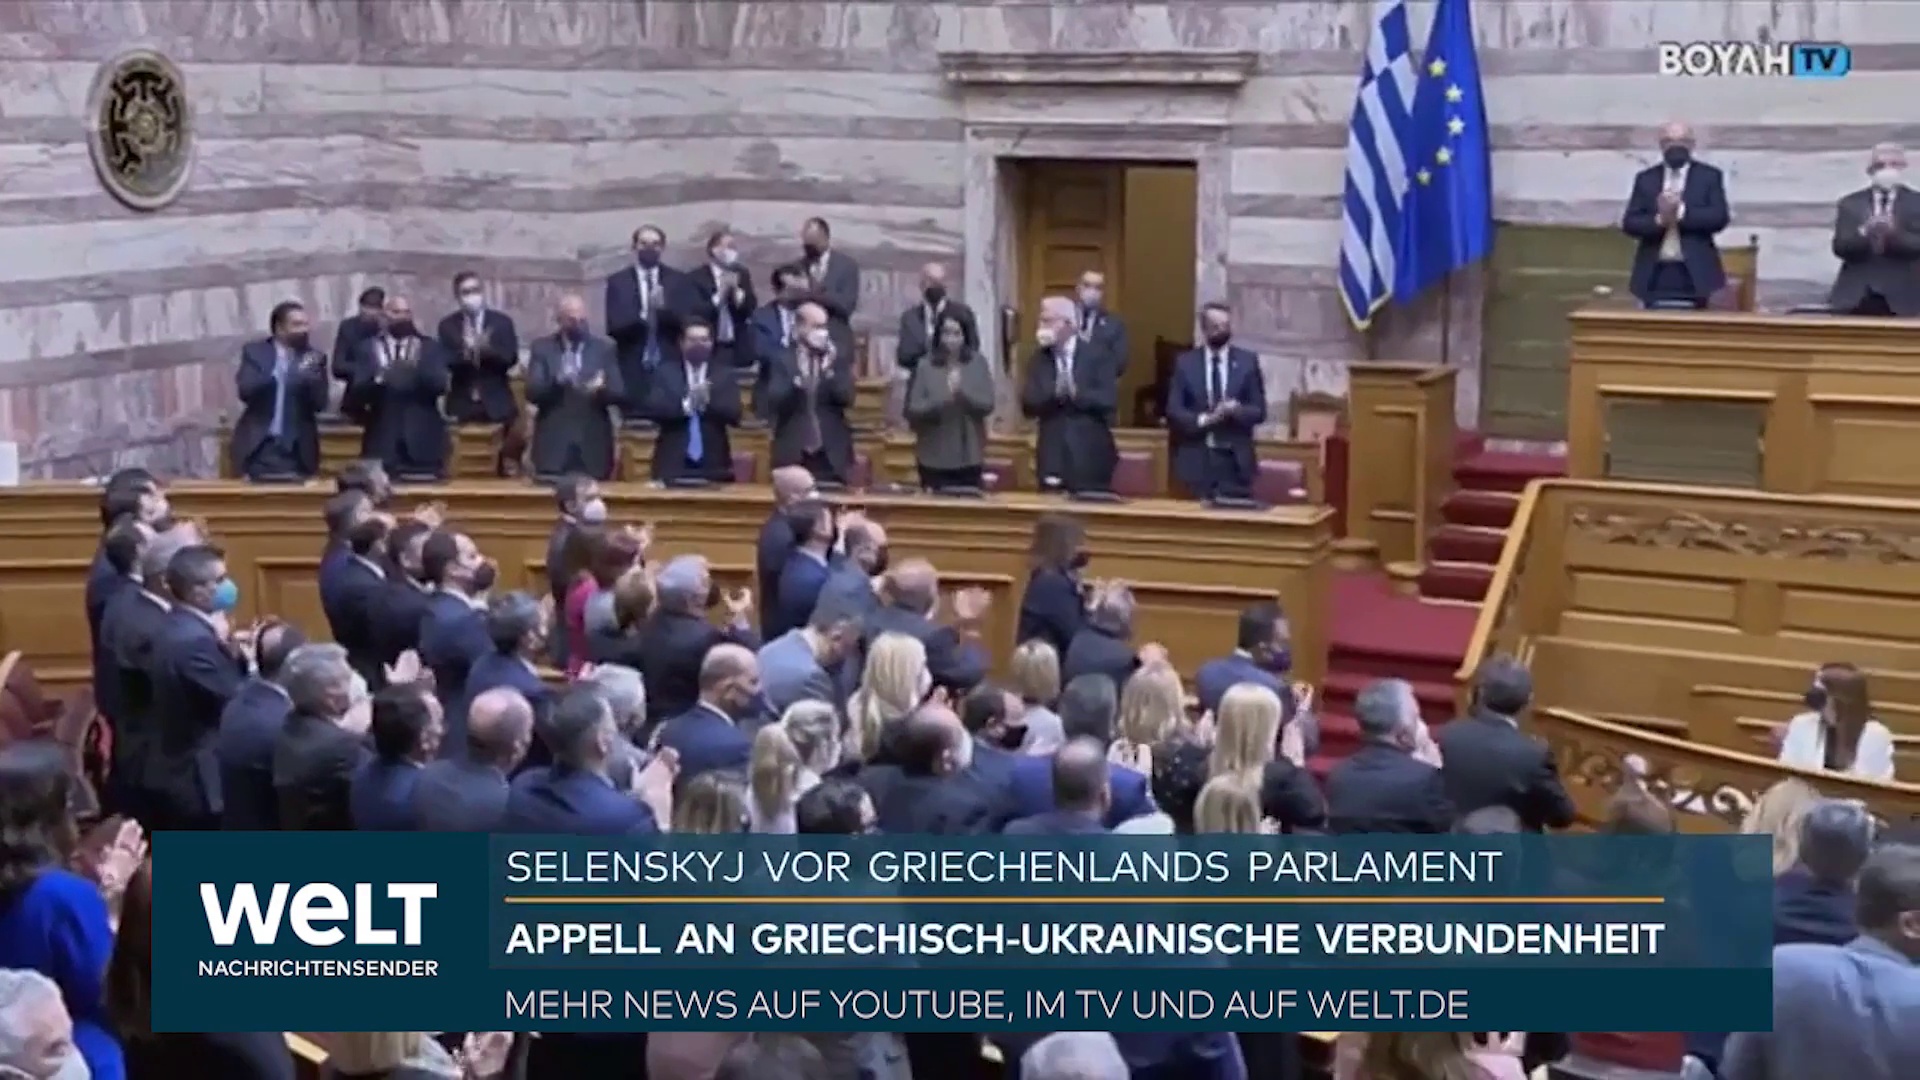 BOYΛH TV
SELENSKYJ VOR GRIECHENLANDS PARLAMENT
APPELL AN GRIECHISCH-UKRAINISCHE VERBUNDENHEIT
WELT
NACHRICHTENSENDER
MEHR NEWS AUF YOUTUBE, IM TV UND AUF WELT.DE